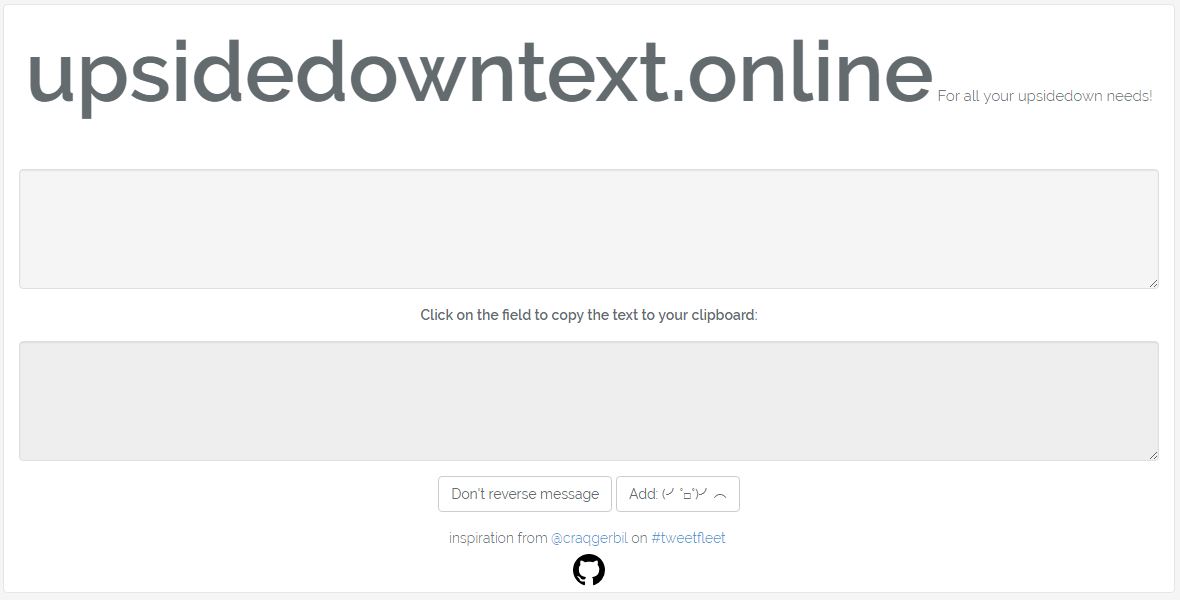 upsidedowntext.online For all your upsidedown needs!
Click on the field to copy the text to your clipboard:
Don't reverse message
Add: (╯°□°)╯︵
inspiration from @craqgerbil on #tweetfleet